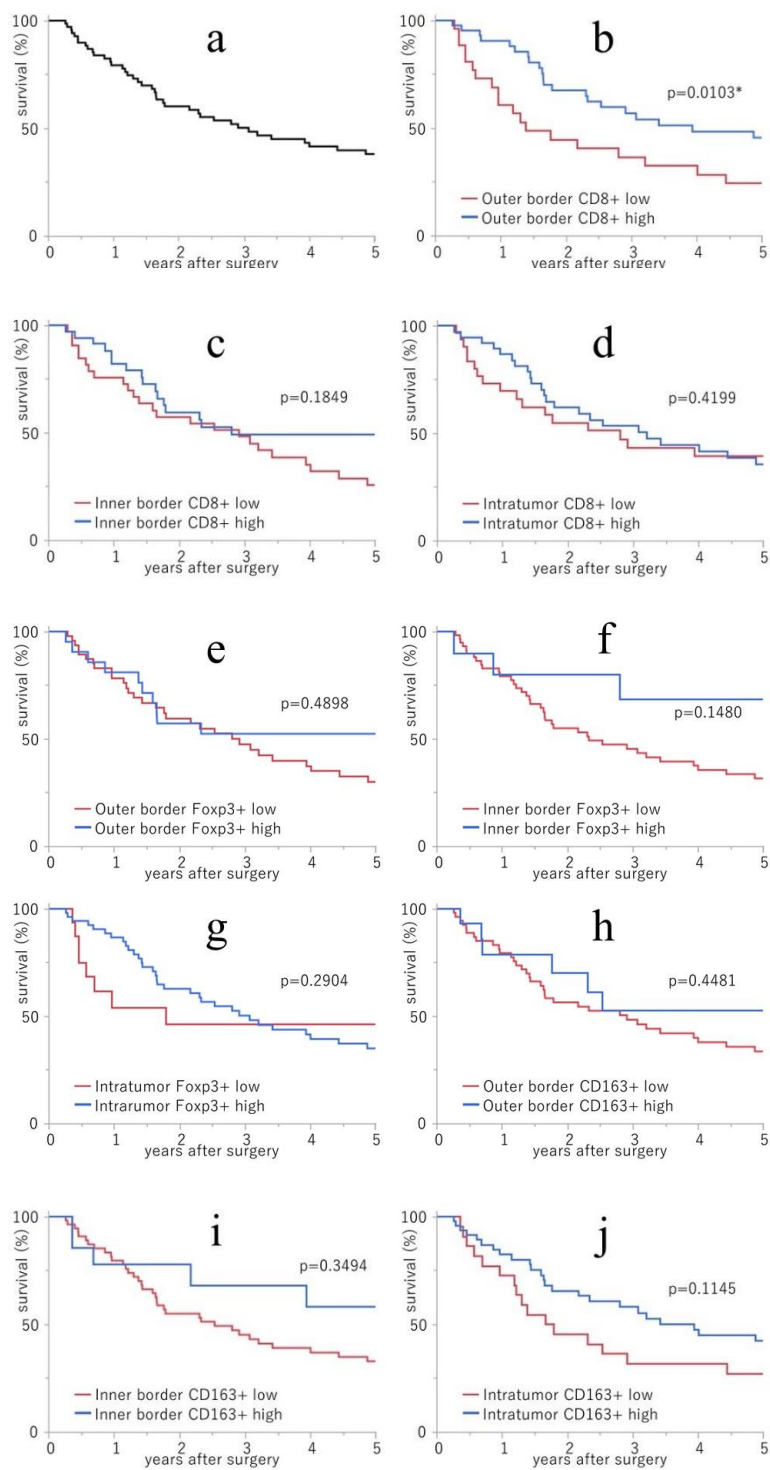 a
survival (%)
100
50
0
0 1 2 3 4 5
years after surgery
b
survival (%)
100
50
0
p=0.0103*
Outer border CD8+ low
Outer border CD8+ high
0 1 2 3 4 5
years after surgery
c
survival (%)
100
50
0
p=0.1849
Inner border CD8+ low
Inner border CD8+ high
0 1 2 3 4 5
years after surgery
d
survival (%)
100
50
0
p=0.4199
Intratumor CD8+ low
Intratumor CD8+ high
0 1 2 3 4 5
years after surgery
e
survival (%)
100
50
0
p=0.4898
Outer border Foxp3+ low
Outer border Foxp3+ high
0 1 2 3 4 5
years after surgery
f
survival (%)
100
50
0
p=0.1480
Inner border Foxp3+ low
Inner border Foxp3+ high
0 1 2 3 4 5
years after surgery
g
survival (%)
100
50
0
p=0.2904
Intratumor Foxp3+ low
Intrarumor Foxp3+ high
0 1 2 3 4 5
years after surgery
h
survival (%)
100
50
0
p=0.4481
Outer border CD163+ low
Outer border CD163+ high
0 1 2 3 4 5
years after surgery
i
survival (%)
100
50
0
p=0.3494
Inner border CD163+ low
Inner border CD163+ high
0 1 2 3 4 5
years after surgery
j
survival (%)
100
50
0
p=0.1145
Intratumor CD163+ low
Intratumor CD163+ high
0 1 2 3 4 5
years after surgery